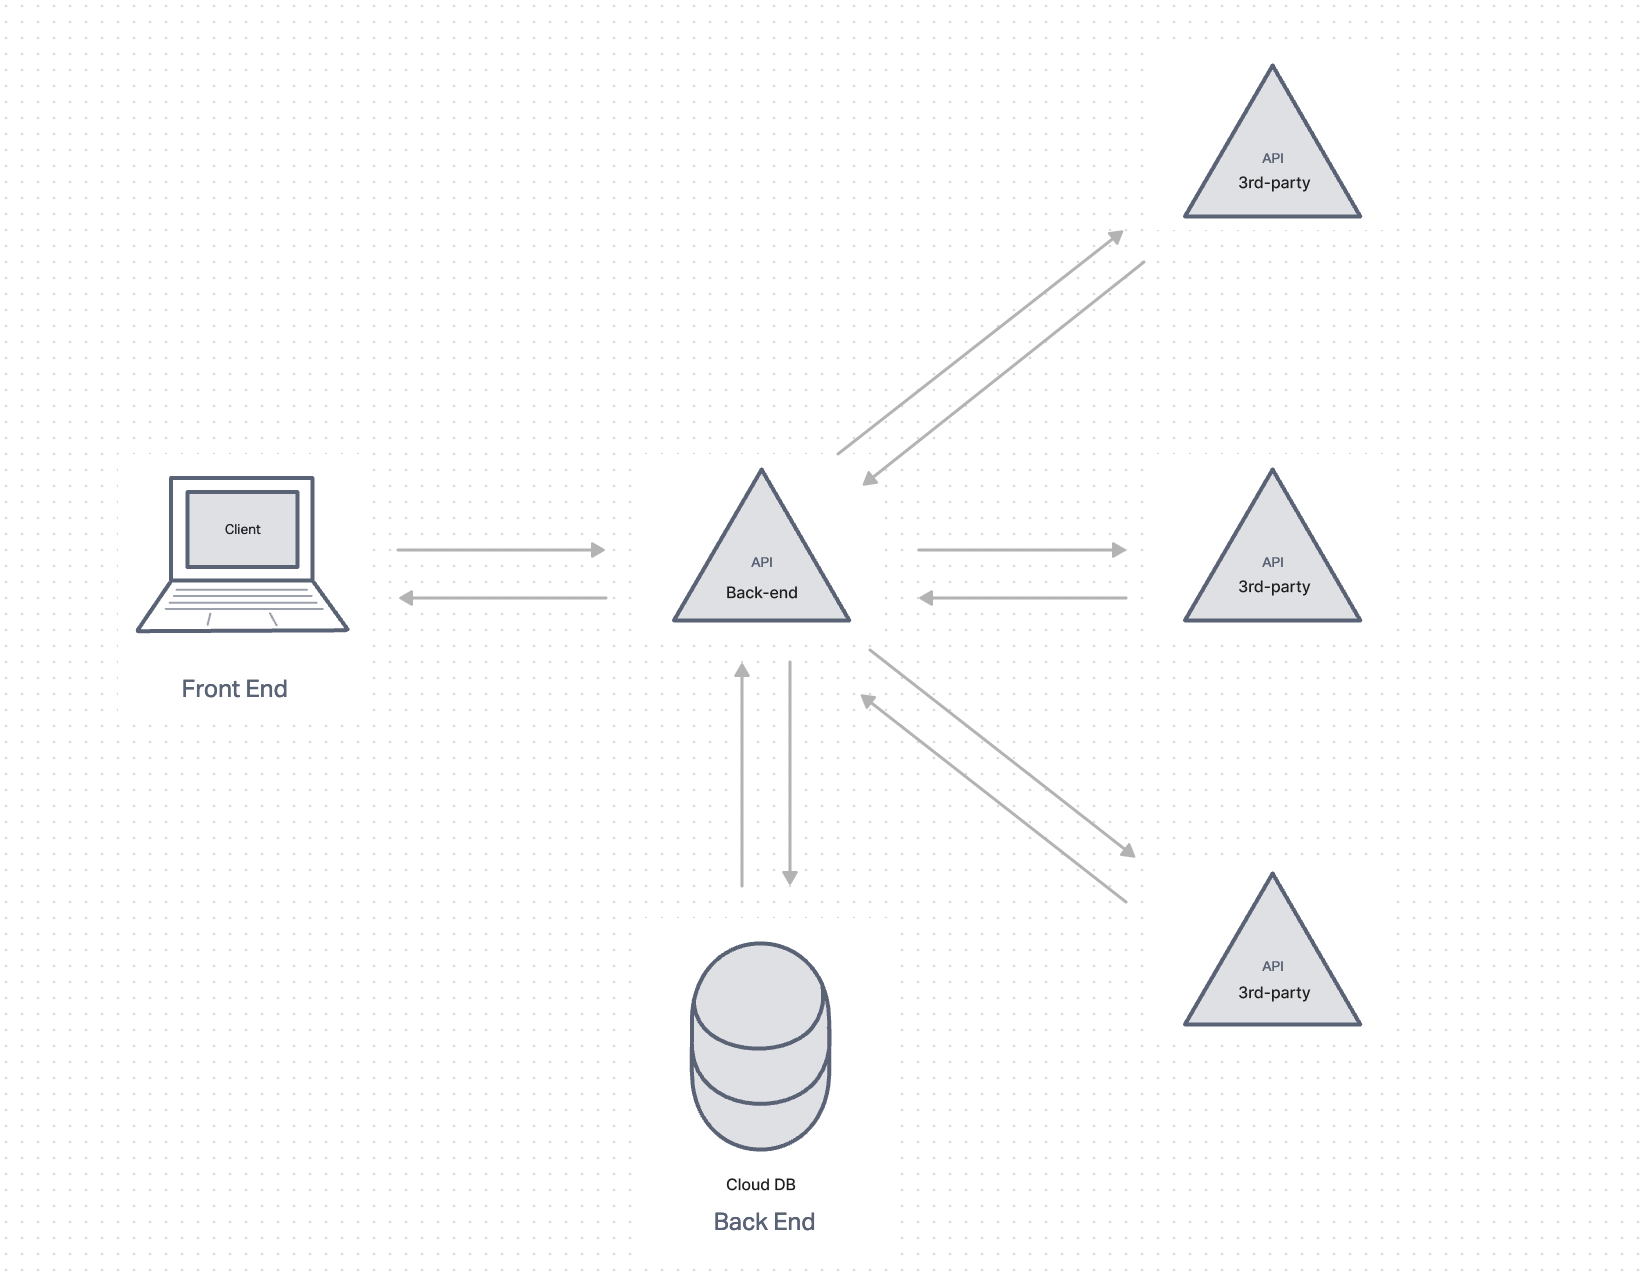 API
3rd-party
Client
Front End
API
Back-end
API
3rd-party
API
3rd-party
Cloud DB
Back End